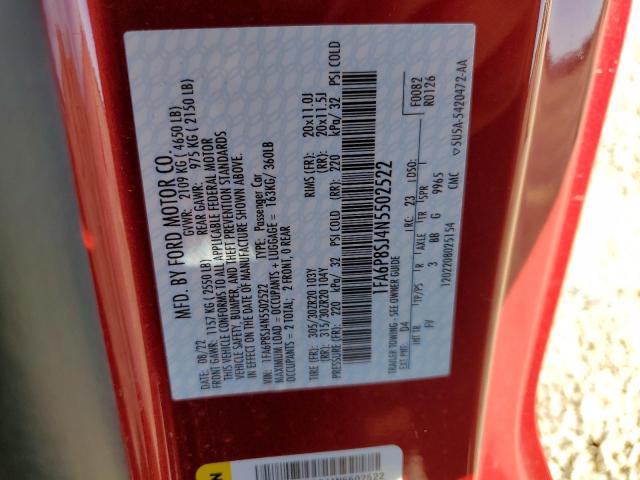 MFD. BY FORD MOTOR CO.
DATE: 08/22 GVWR: 2109 KG (4650 LB)
FRONT GAWR: 1157 KG (2550 LB) REAR GAWR: 975 KG (2150 LB)
THIS VEHICLE CONFORMS TO ALL APPLICABLE FEDERAL MOTOR
VEHICLE SAFETY, BUMPER, AND THEFT PREVENTION STANDARDS
IN EFFECT ON THE DATE OF MANUFACTURE SHOWN ABOVE.
VIN: 1FA6P8SJ4N5502522 TYPE: Passenger Car
MAXIMUM LOAD = OCCUPANTS + LUGGAGE = 163KG/ 360LB
OCCUPANTS = 2 TOTAL: 2 FRONT, 0 REAR
TIRE (FR): 305/30ZR20 103Y RIMS (FR): 20x11.0J
(RR): 315/30ZR20 104Y (RR): 20x11.5J
PRESSURE (FR): 220 kPa/ 32 PSI COLD (RR): 220 kPa/ 32 PSI COLD
1FA6P8SJ4N5502522
TRAILER TOWING - SEE OWNER GUIDE
F0082
R0126
EXT PNT: D4 RC: 23 DSO:
INT TR TP/PS R AXLE TR SPR
FV 3 BB G 9965
CMC
1202208025154
5U5A-5420472-AA